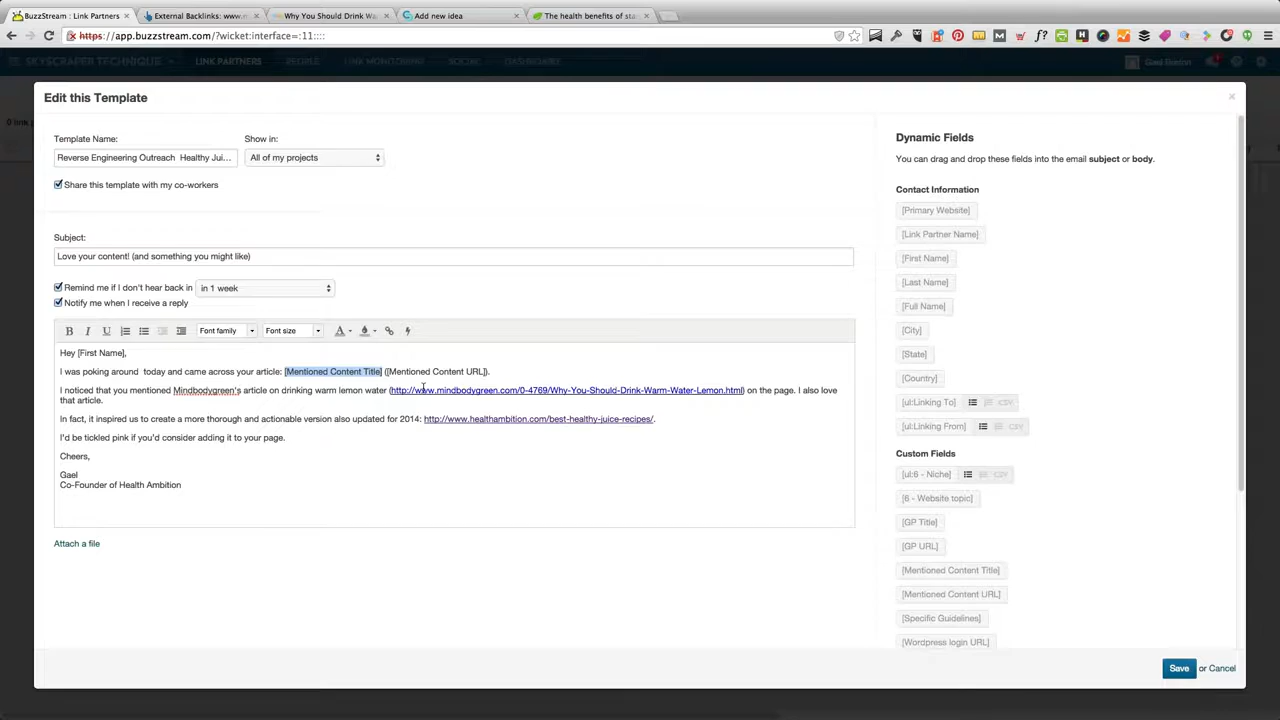 BuzzStream : Link Partners
External Backlinks: www.m
Why You Should Drink Wa
Add new idea
The health benefits of sta
https://app.buzzstream.com/?wicket:interface=:11::::
SKYSCRAPER TECHNIQUE
LINK PARTNERS
PEOPLE
LINK MONITORING
SOCIAL
DASHBOARD
0 link p
Edit this Template
Template Name:
Show in:
Reverse Engineering Outreach Healthy Jui...
All of my projects
Share this template with my co-workers
Subject:
Love your content! (and something you might like)
Remind me if I don't hear back in in 1 week
Notify me when I receive a reply
B I U Font family Font size A
Hey [First Name],
I was poking around today and came across your article: [Mentioned Content Title] ([Mentioned Content URL]).
I noticed that you mentioned Mindbodygreen's article on drinking warm lemon water (http://www.mindbodygreen.com/0-4769/Why-You-Should-Drink-Warm-Water-Lemon.html) on the page. I also love
that article.
In fact, it inspired us to create a more thorough and actionable version also updated for 2014: http://www.healthambition.com/best-healthy-juice-recipes/.
I'd be tickled pink if you'd consider adding it to your page.
Cheers,
Gael
Co-Founder of Health Ambition
Attach a file
Dynamic Fields
You can drag and drop these fields into the email subject or body.
Contact Information
[Primary Website]
[Link Partner Name]
[First Name]
[Last Name]
[Full Name]
[City]
[State]
[Country]
[ul:Linking To] CSV
[ul:Linking From] CSV
Custom Fields
[ul:6 - Niche] CSV
[6 - Website topic]
[GP Title]
[GP URL]
[Mentioned Content Title]
[Mentioned Content URL]
[Specific Guidelines]
[Wordpress login URL]
Save or Cancel